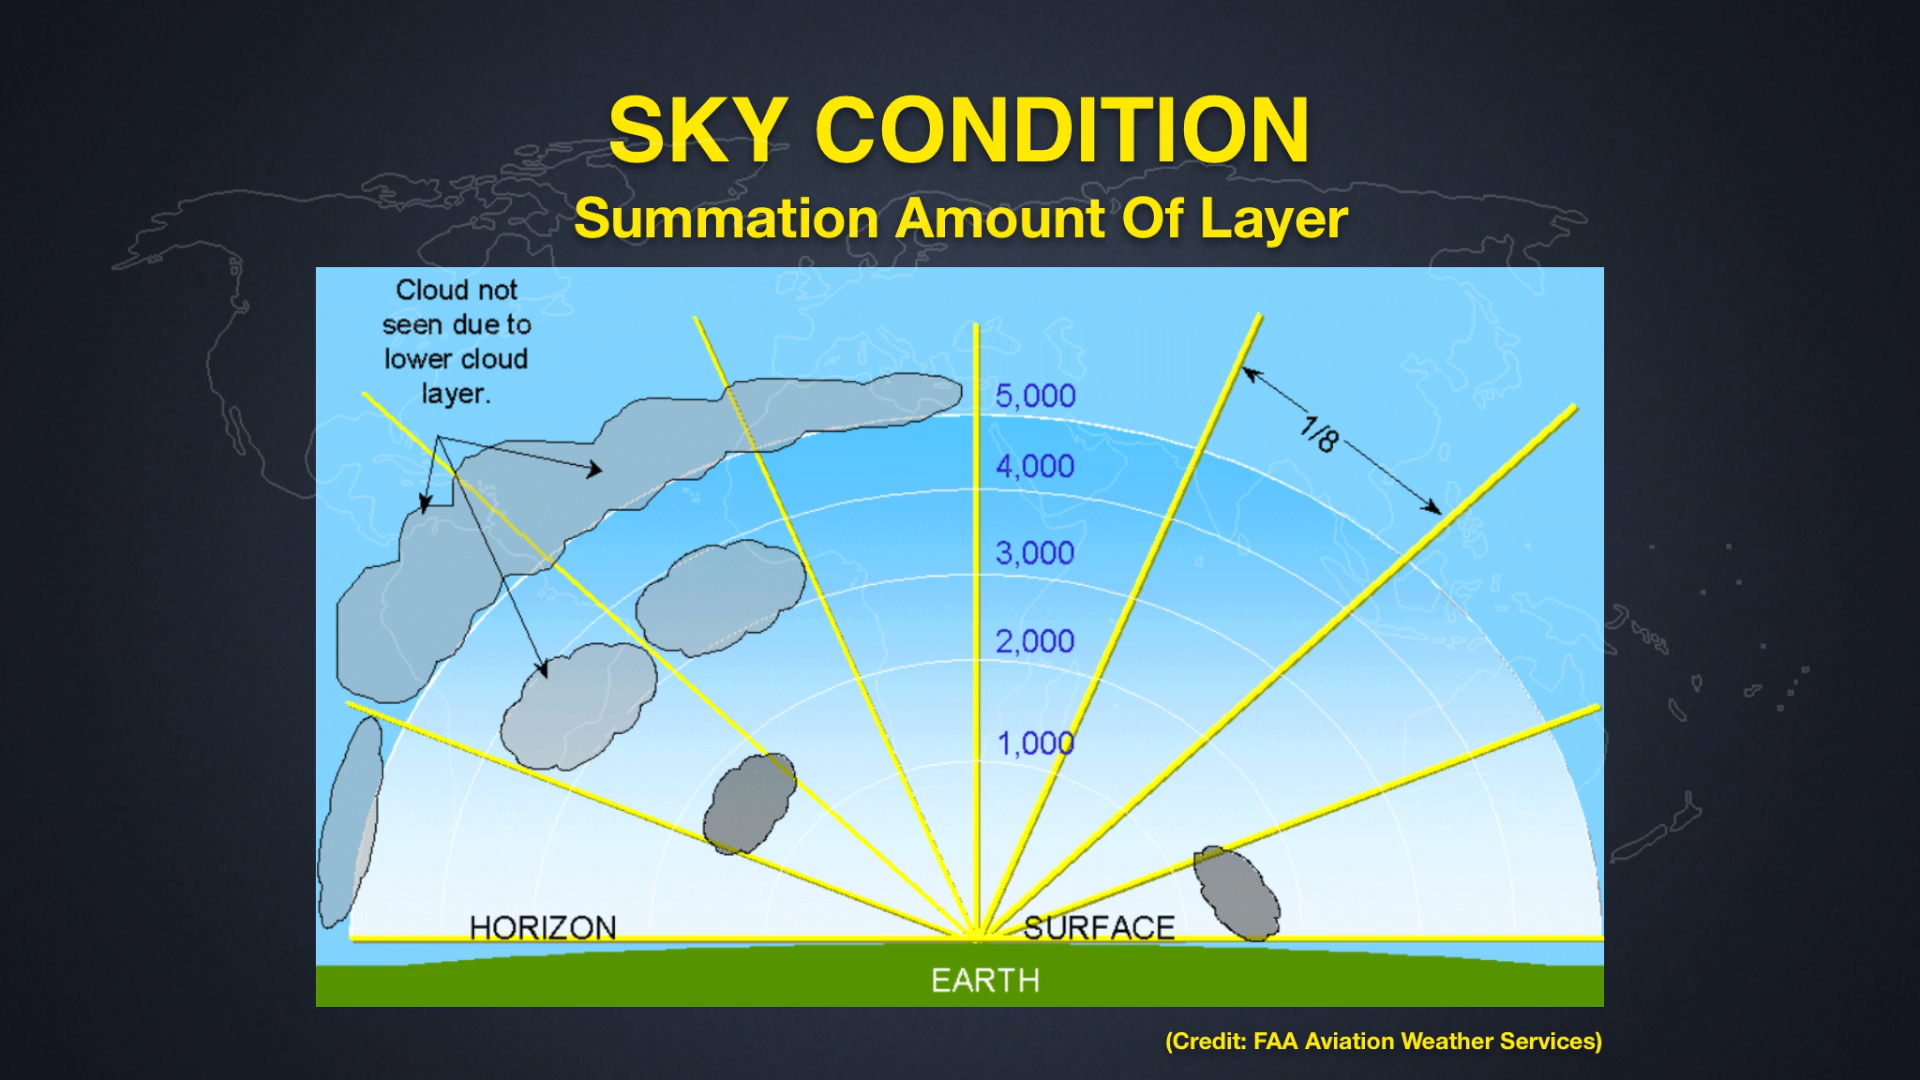 SKY CONDITION
Summation Amount Of Layer
Cloud not
seen due to
lower cloud
layer.
5,000
4,000
3,000
2,000
1,000
1/8
HORIZON
SURFACE
EARTH
(Credit: FAA Aviation Weather Services)